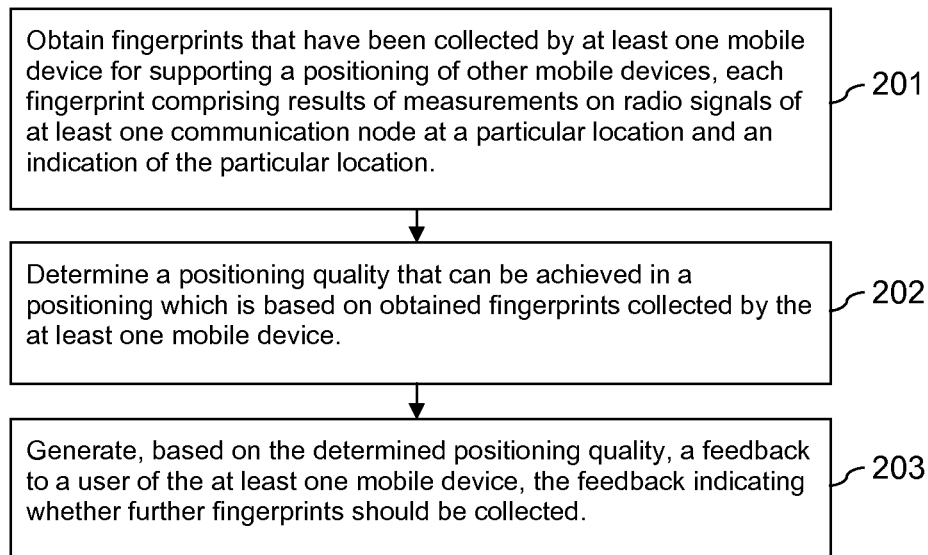 Obtain fingerprints that have been collected by at least one mobile
device for supporting a positioning of other mobile devices, each
fingerprint comprising results of measurements on radio signals of
at least one communication node at a particular location and an
indication of the particular location.
201
Determine a positioning quality that can be achieved in a
positioning which is based on obtained fingerprints collected by the
at least one mobile device.
202
Generate, based on the determined positioning quality, a feedback
to a user of the at least one mobile device, the feedback indicating
whether further fingerprints should be collected.
203